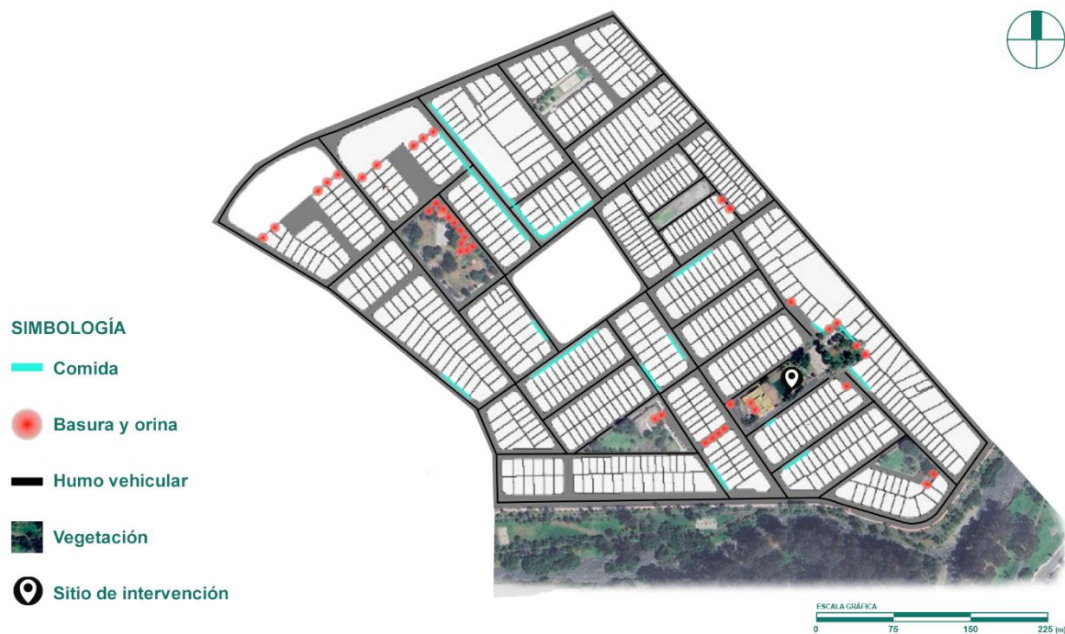 SIMBOLOGÍA
Comida
Basura y orina
Humo vehicular
Vegetación
Sitio de intervención
ESCALA GRÁFICA
0 75 150 225 (m)